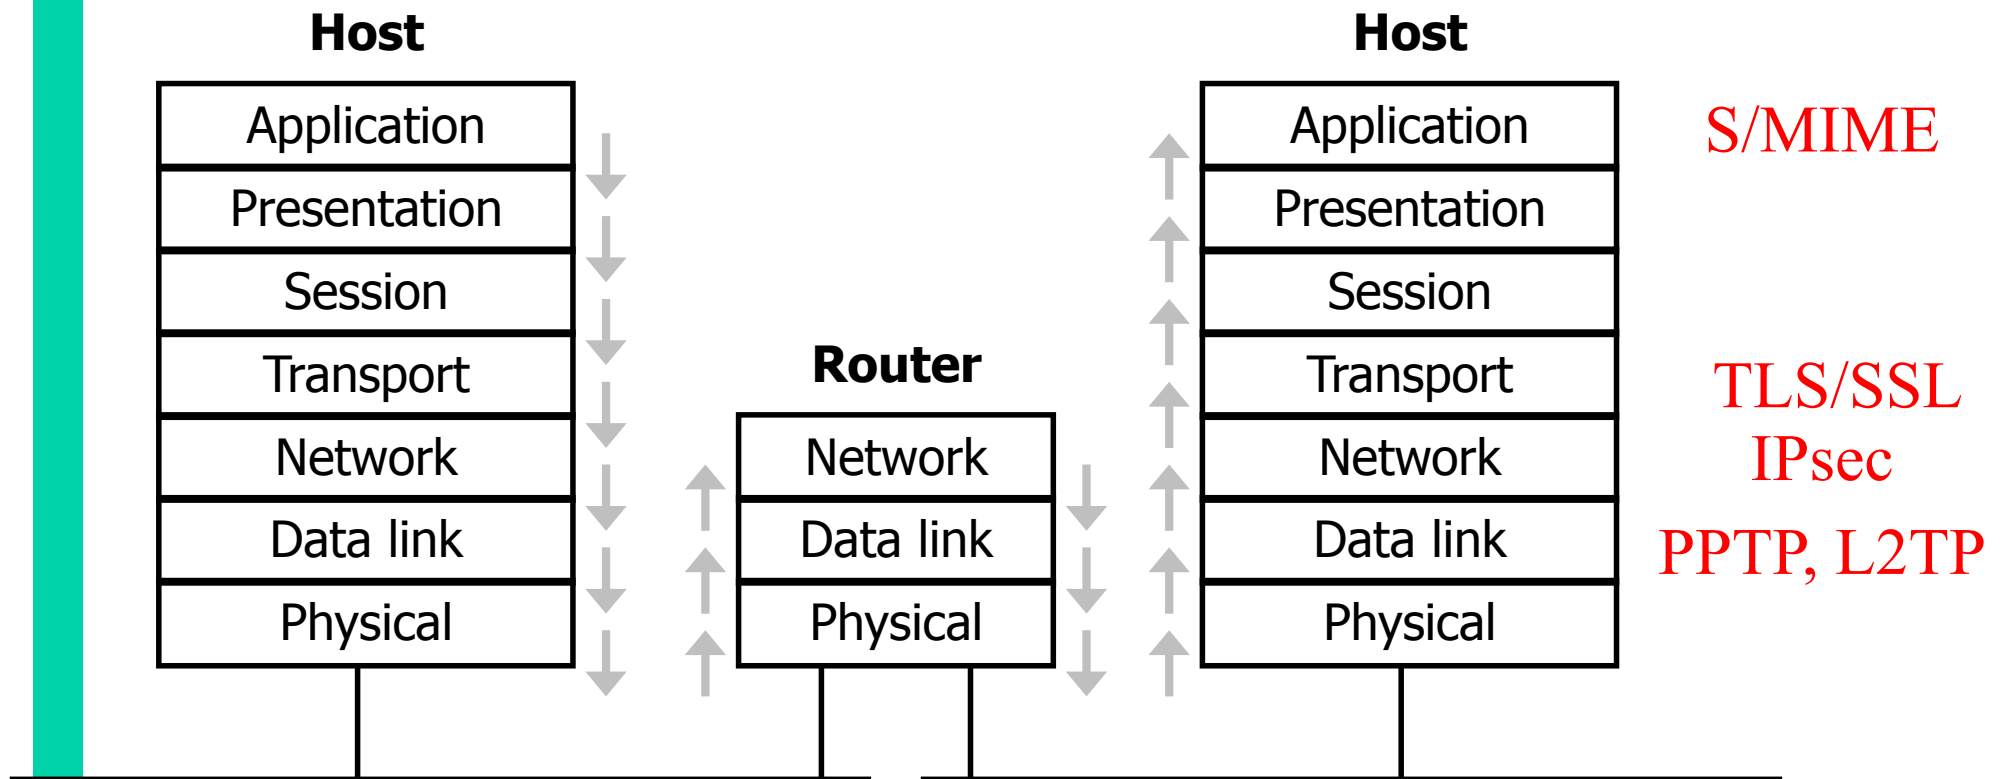 Host
Application
Presentation
Session
Transport
Network
Data link
Physical
Router
Network
Data link
Physical
Host
Application
Presentation
Session
Transport
Network
Data link
Physical
S/MIME
TLS/SSL
IPsec
PPTP, L2TP